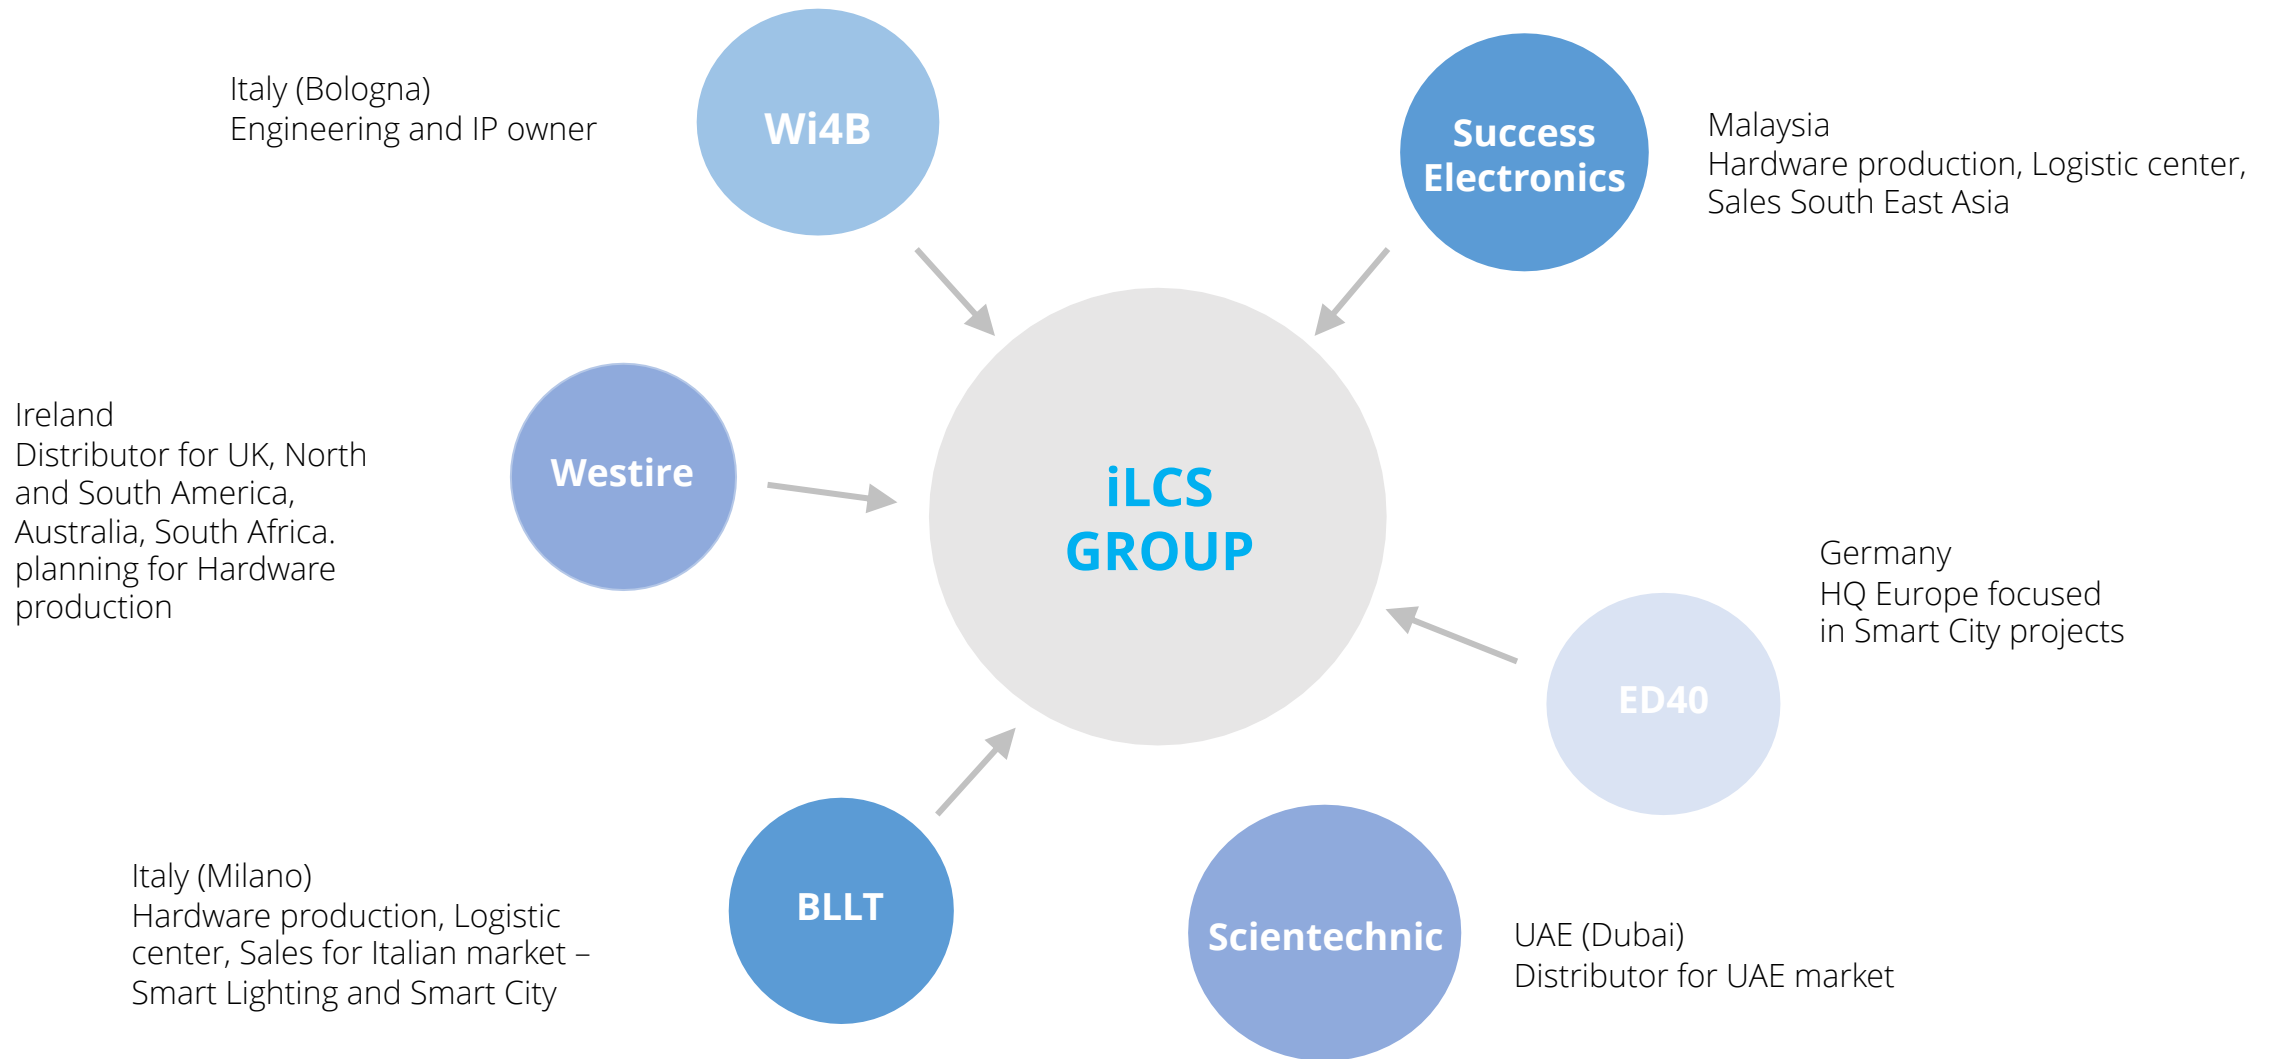 Italy (Bologna)
Engineering and IP owner
Wi4B
Success
Electronics
Malaysia
Hardware production, Logistic center,
Sales South East Asia
Ireland
Distributor for UK, North
and South America,
Australia, South Africa.
planning for Hardware
production
Westire
iLCS
GROUP
Germany
HQ Europe focused
in Smart City projects
ED40
Italy (Milano)
Hardware production, Logistic
center, Sales for Italian market –
Smart Lighting and Smart City
BLLT
Scientechnic
UAE (Dubai)
Distributor for UAE market